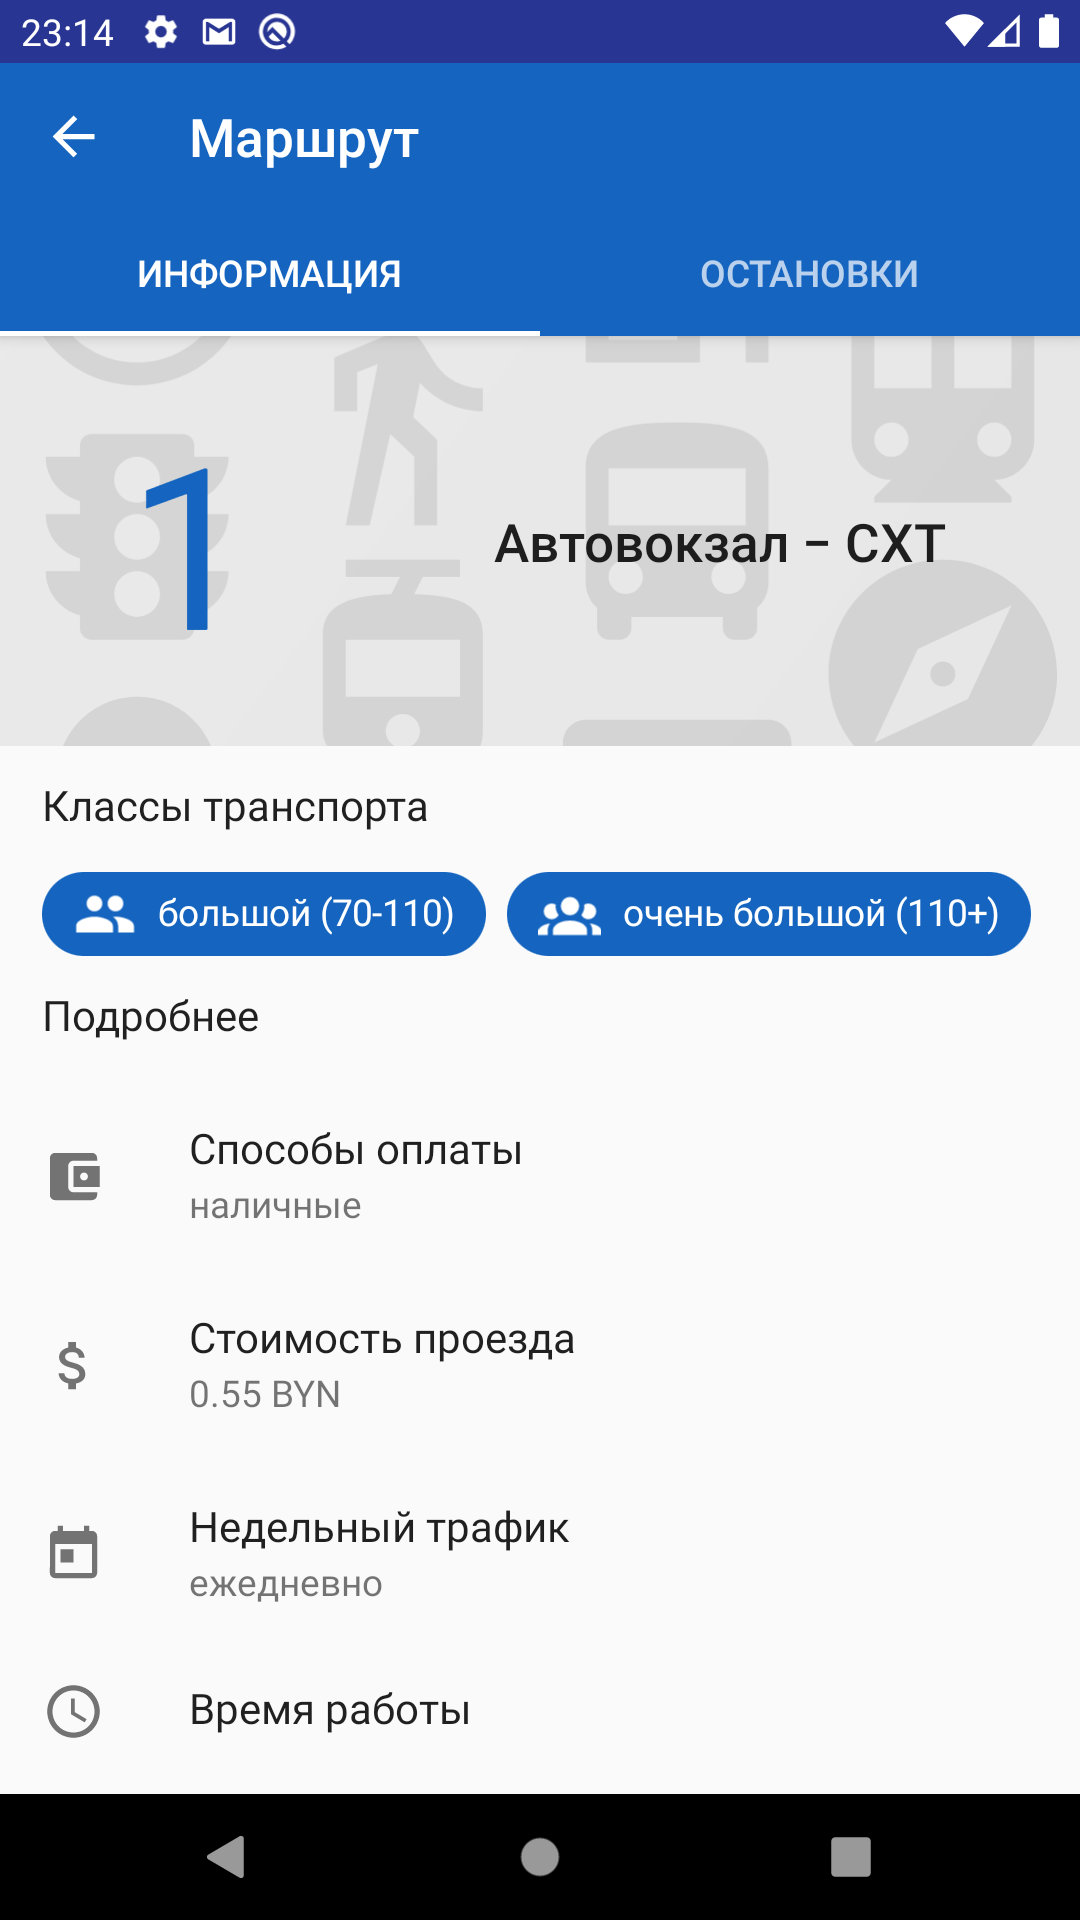 23:14
Маршрут
ИНФОРМАЦИЯ
ОСТАНОВКИ
1
Автовокзал – СХТ
Классы транспорта
большой (70-110)
очень большой (110+)
Подробнее
Способы оплаты
наличные
Стоимость проезда
0.55 BYN
Недельный трафик
ежедневно
Время работы